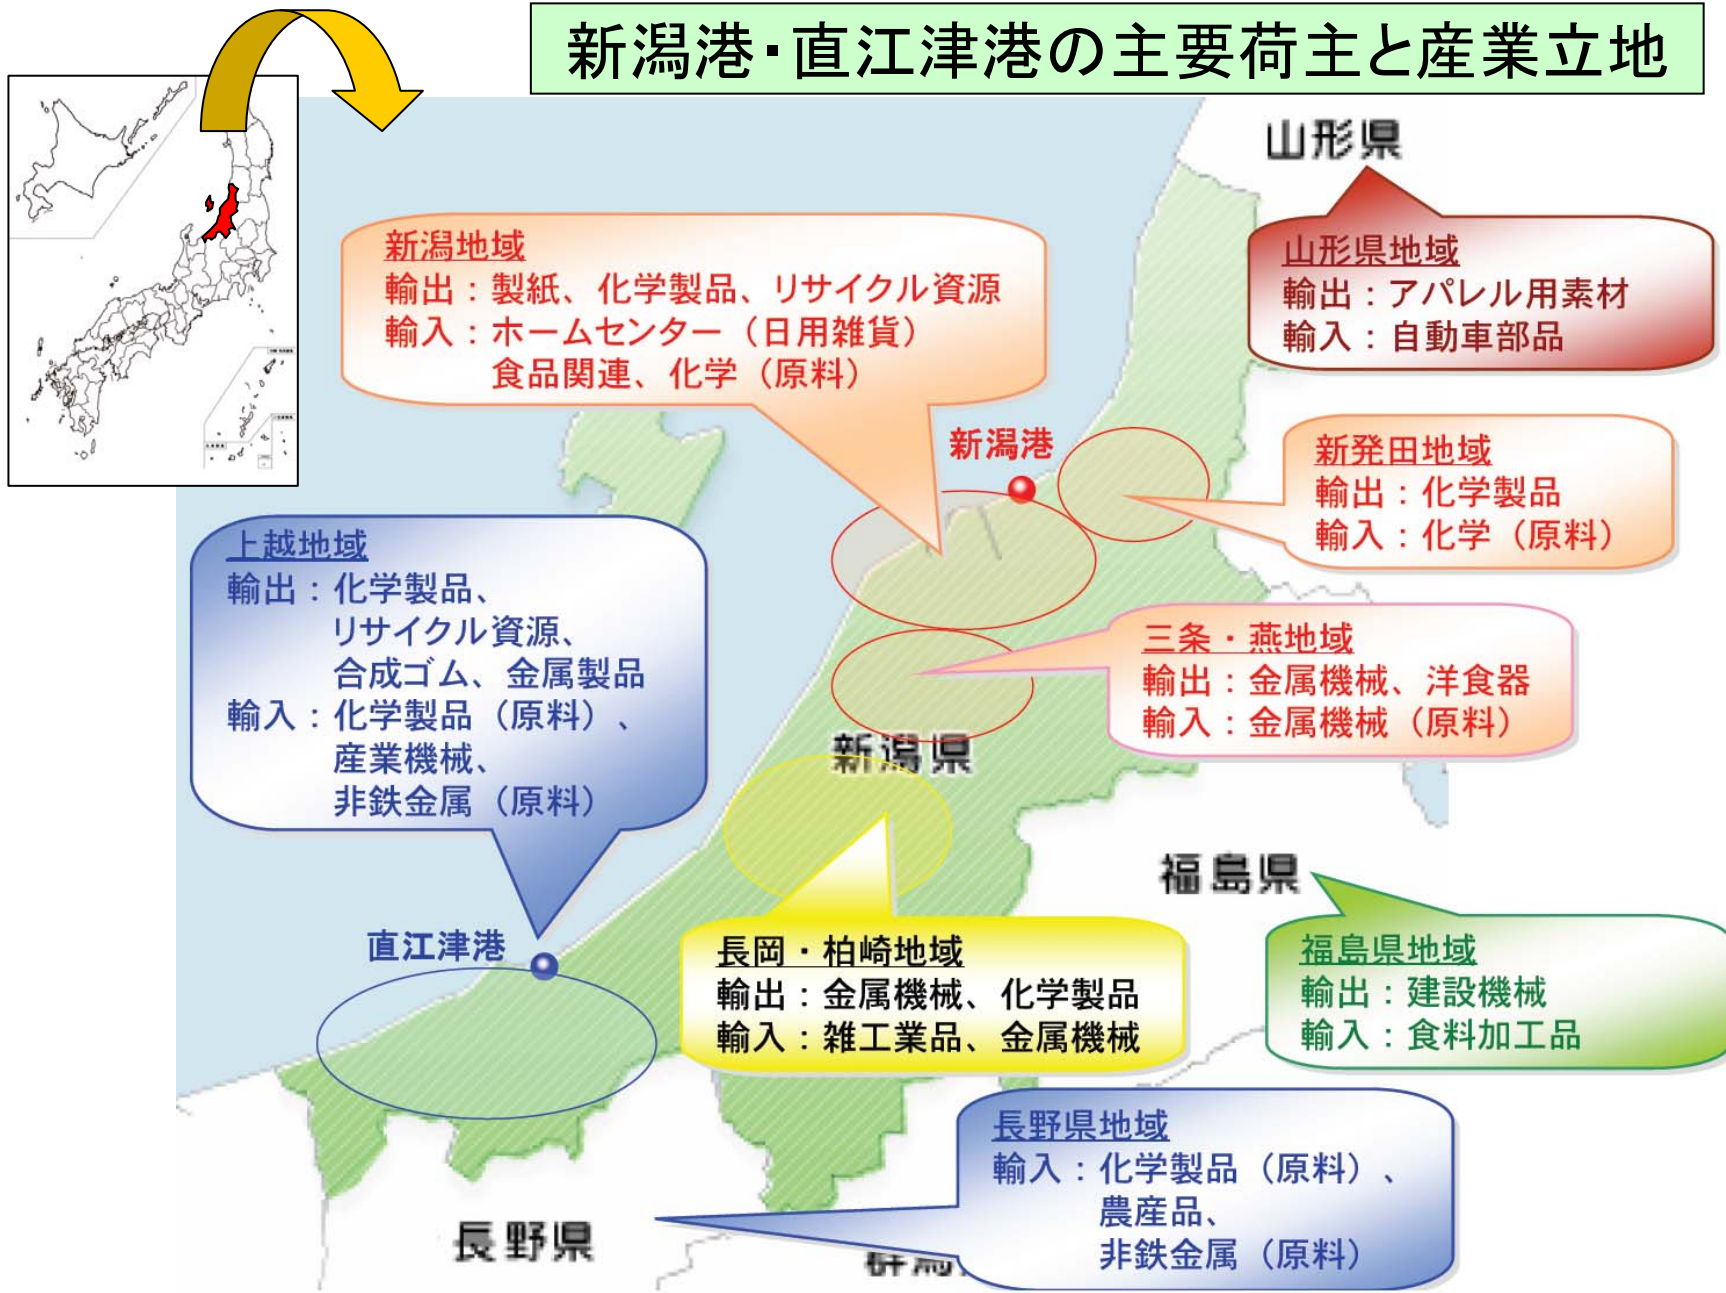 新潟港・直江津港の主要荷主と産業立地
山形県
山形県地域
輸出：アパレル用素材
輸入：自動車部品
新潟地域
輸出：製紙、化学製品、リサイクル資源
輸入：ホームセンター（日用雑貨）
食品関連、化学（原料）
新潟港
新発田地域
輸出：化学製品
輸入：化学（原料）
上越地域
輸出：化学製品、
リサイクル資源、
合成ゴム、金属製品
輸入：化学製品（原料）、
産業機械、
非鉄金属（原料）
三条・燕地域
輸出：金属機械、洋食器
輸入：金属機械（原料）
新潟県
福島県
直江津港
長岡・柏崎地域
輸出：金属機械、化学製品
輸入：雑工業品、金属機械
福島県地域
輸出：建設機械
輸入：食料加工品
長野県地域
輸入：化学製品（原料）、
農産品、
非鉄金属（原料）
長野県